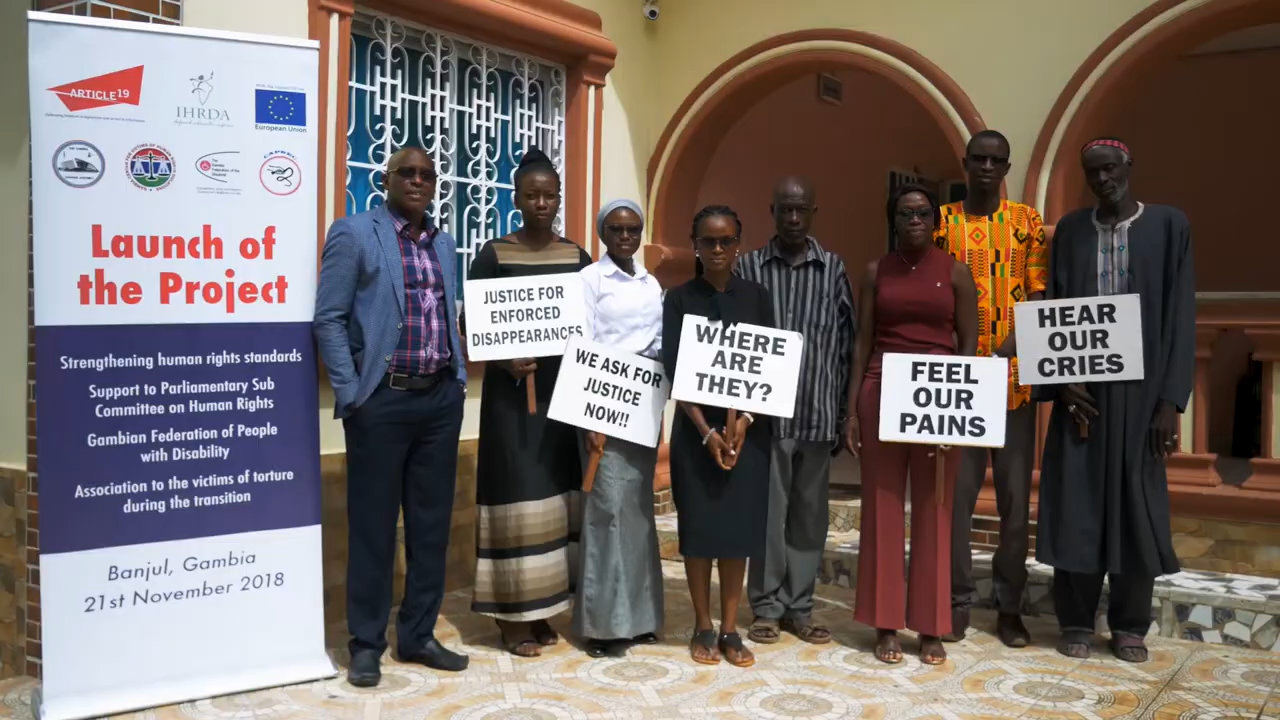 ARTICLE 19
IHRDA
European Union
CAPREC
Launch of
the Project
Strengthening human rights standards
Support to Parliamentary Sub
Committee on Human Rights
Gambian Federation of People
with Disability
Association to the victims of torture
during the transition
Banjul, Gambia
21st November 2018
JUSTICE FOR
ENFORCED
DISAPPEARANCES
WE ASK FOR
JUSTICE
NOW!!
WHERE
ARE
THEY?
FEEL
OUR
PAINS
HEAR
OUR
CRIES